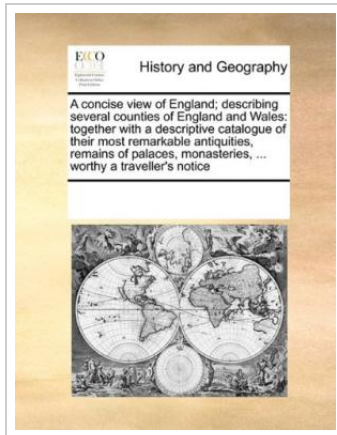 ECCO
History and Geography
A concise view of England; describing
several counties of England and Wales:
together with a descriptive catalogue of
their most remarkable antiquities,
remains of palaces, monasteries, ...
worthy a traveller's notice